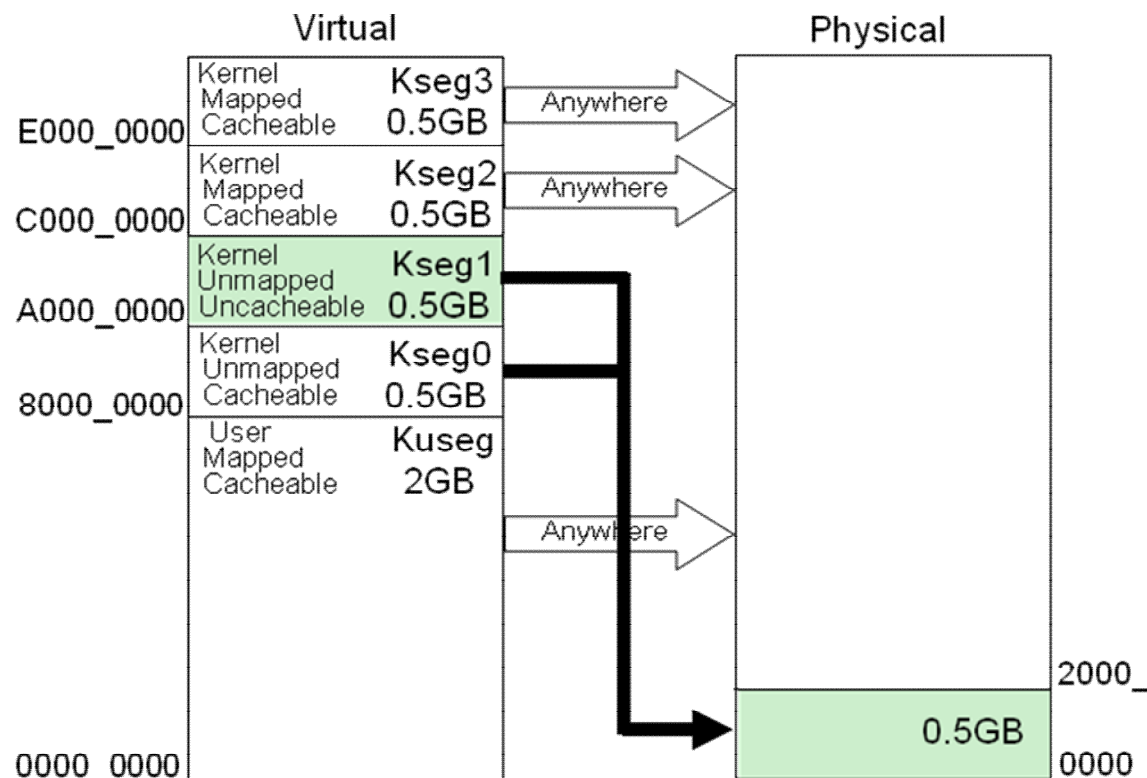 Virtual
Physical
Kernel
Mapped
Cacheable
Kseg3
0.5GB
Anywhere
E000_0000
Kernel
Mapped
Cacheable
Kseg2
0.5GB
Anywhere
C000_0000
Kernel
Unmapped
Uncacheable
Kseg1
0.5GB
A000_0000
Kernel
Unmapped
Cacheable
Kseg0
0.5GB
8000_0000
User
Mapped
Cacheable
Kuseg
2GB
Anywhere
2000_
0.5GB
0000_0000
0000_